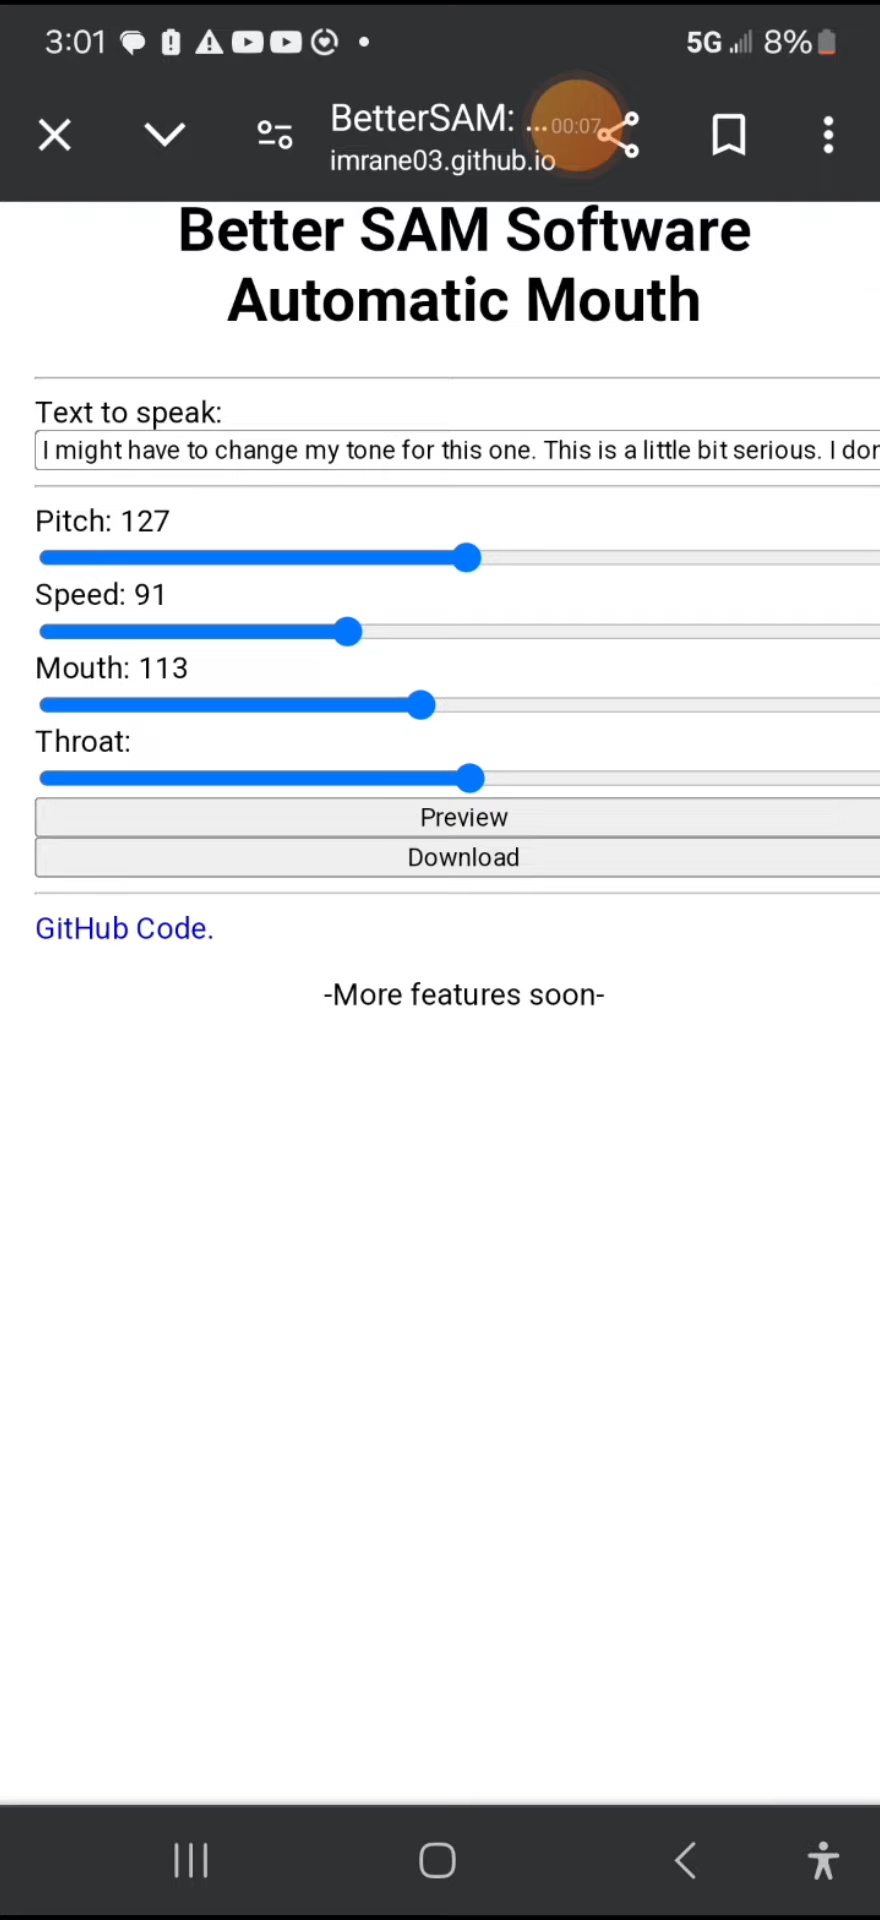 3:01
5G 8%
BetterSAM: ...
00:07
imrane03.github.io
Better SAM Software
Automatic Mouth
Text to speak:
I might have to change my tone for this one. This is a little bit serious. I dor
Pitch: 127
Speed: 91
Mouth: 113
Throat:
Preview
Download
GitHub Code.
-More features soon-